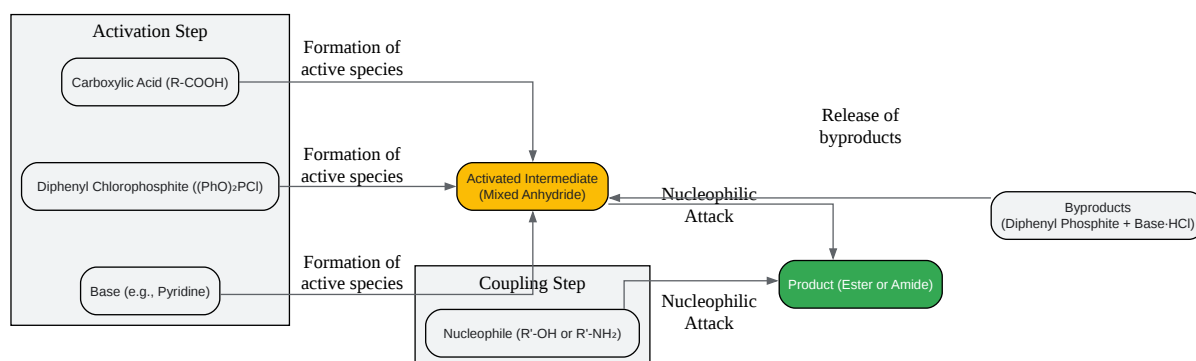 Activation Step
Carboxylic Acid (R-COOH)
Formation of
active species
Diphenyl Chlorophosphite ((PhO)₂PCl)
Formation of
active species
Base (e.g., Pyridine)
Formation of
active species
Activated Intermediate
(Mixed Anhydride)
Coupling Step
Nucleophile (R'-OH or R'-NH₂)
Nucleophilic
Attack
Nucleophilic
Attack
Release of
byproducts
Product (Ester or Amide)
Byproducts
(Diphenyl Phosphite + Base·HCl)